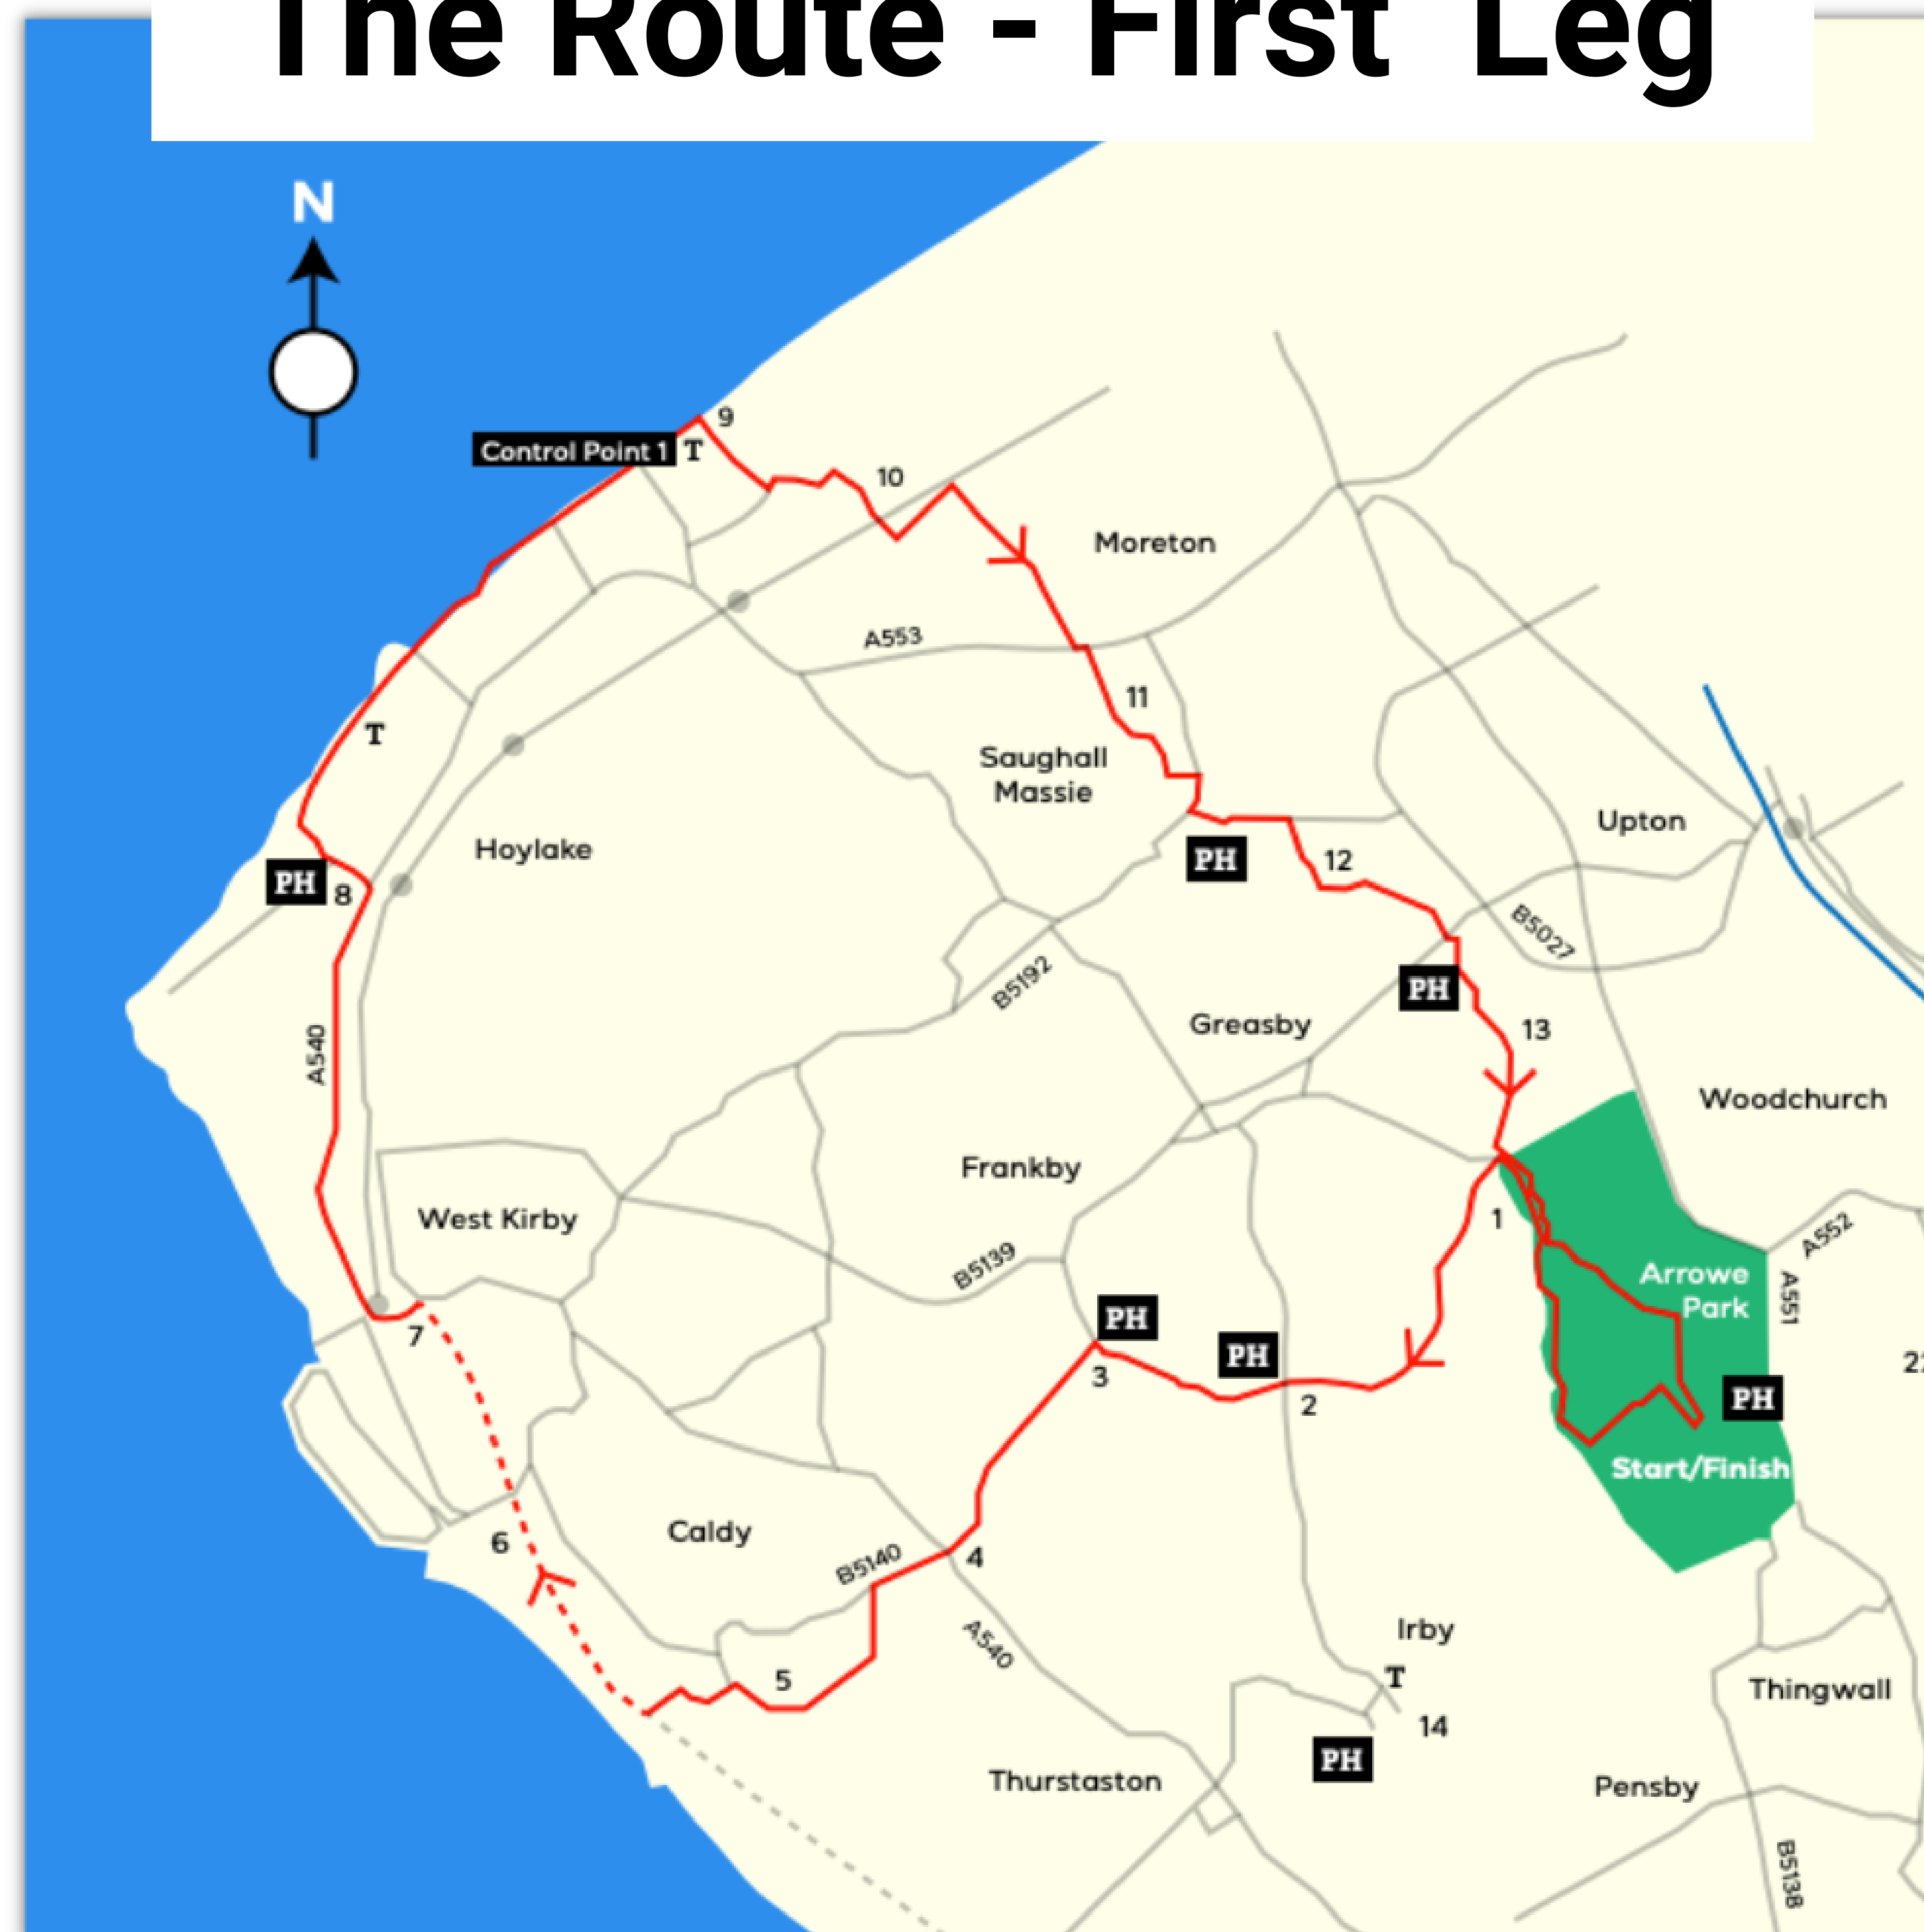 The Route - First Leg
N
9
Control Point 1
T
10
Moreton
A553
11
T
Saughall
Massie
Upton
Hoylake
PH
12
PH
8
B5027
B5192
PH
Greasby
13
A540
Woodchurch
Frankby
West Kirby
1
A552
B5139
Arrowe
Park
A551
PH
7
PH
3
2
PH
Start/Finish
Caldy
6
4
B5140
A540
Irby
5
T
Thingwall
14
PH
Thurstaston
Pensby
B5138